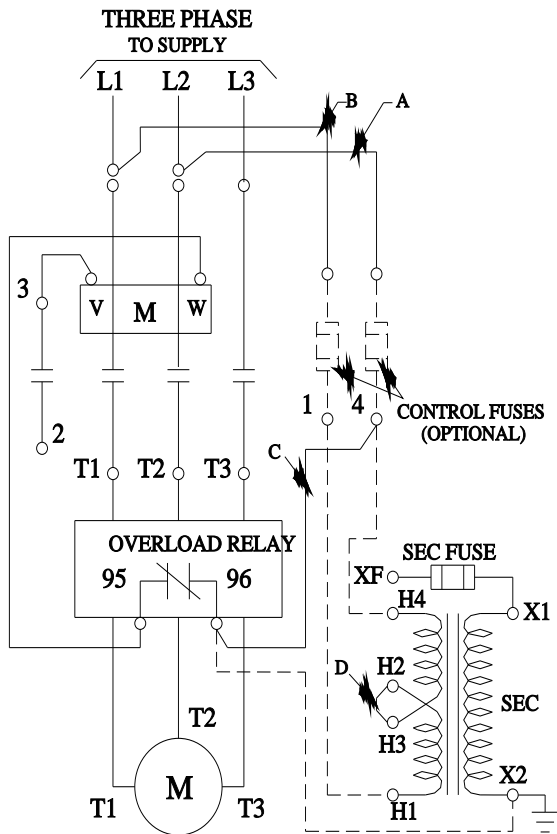 THREE PHASE
TO SUPPLY
L1 L2 L3
B A
3
V M W
2
1 4
CONTROL FUSES
(OPTIONAL)
C
T1 T2 T3
OVERLOAD RELAY
95 96
SEC FUSE
XF
H4 X1
D H2
SEC
H3
T2
X2
M
T1 T3
H1